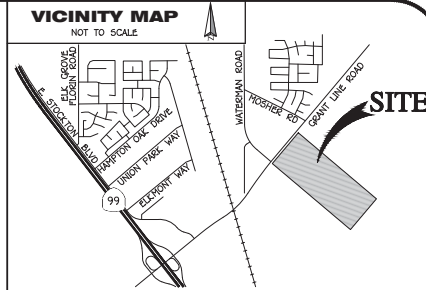 VICINITY MAP
NOT TO SCALE
N
ELK GROVE
FLORIN ROAD
E. STOCKTON
BLVD
HAMPTON OAK DRIVE
UNION PARK WAY
ELKMONT WAY
99
WATERMAN ROAD
MOSHER RD
GRANT LINE ROAD
SITE